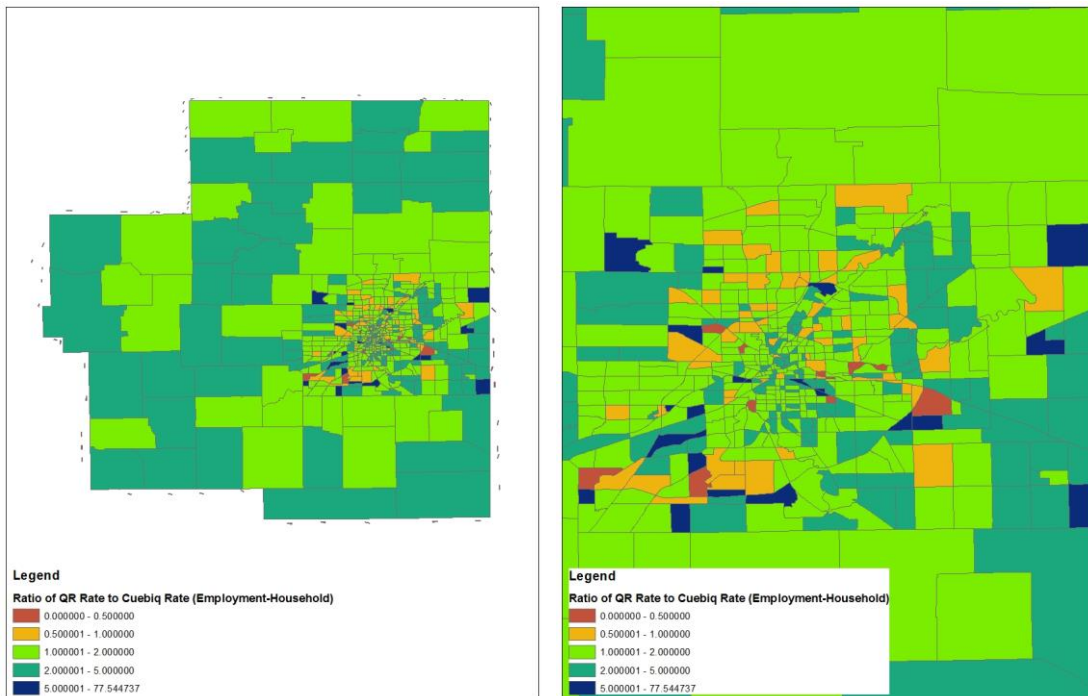 Legend
Ratio of QR Rate to Cuebiq Rate (Employment-Household)
0.000000 - 0.500000
0.500001 - 1.000000
1.000001 - 2.000000
2.000001 - 5.000000
5.000001 - 77.544737
Legend
Ratio of QR Rate to Cuebiq Rate (Employment-Household)
0.000000 - 0.500000
0.500001 - 1.000000
1.000001 - 2.000000
2.000001 - 5.000000
5.000001 - 77.544737